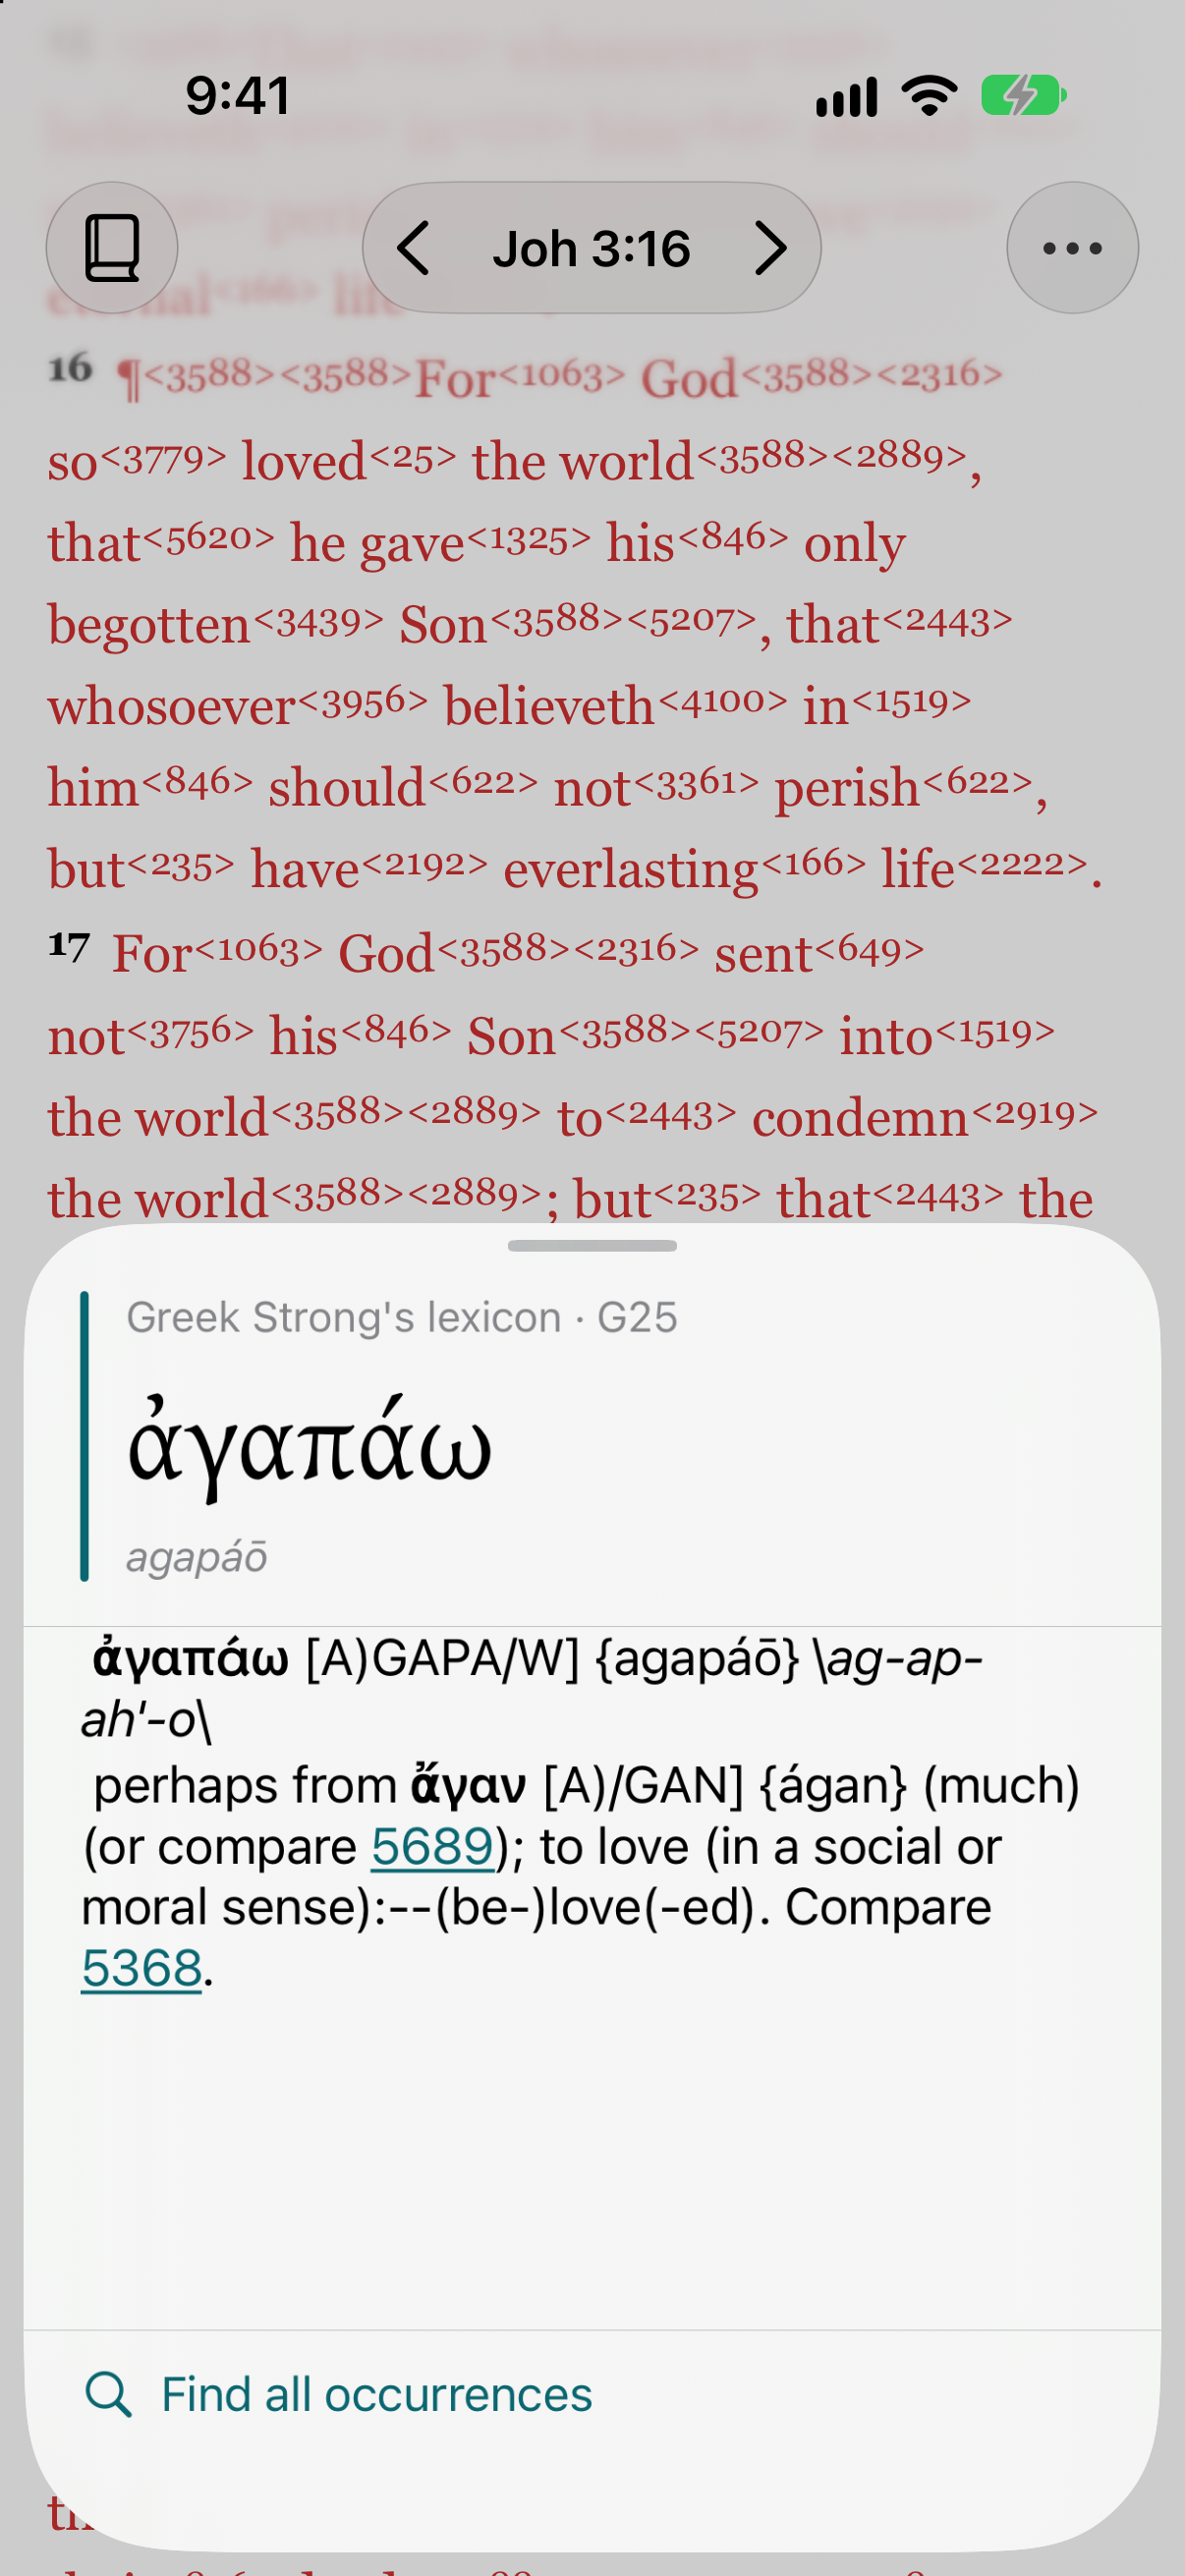 9:41
Joh 3:16
eternal<166> life
16 ¶<3588><3588>For<1063> God<3588><2316>
so<3779> loved<25> the world<3588><2889>,
that<5620> he gave<1325> his<846> only
begotten<3439> Son<3588><5207>, that<2443>
whosoever<3956> believeth<4100> in<1519>
him<846> should<622> not<3361> perish<622>,
but<235> have<2192> everlasting<166> life<2222>.
17 For<1063> God<3588><2316> sent<649>
not<3756> his<846> Son<3588><5207> into<1519>
the world<3588><2889> to<2443> condemn<2919>
the world<3588><2889>; but<235> that<2443> the
Greek Strong's lexicon · G25
ἀγαπάω
agapáō
ἀγαπάω [A)GAPA/W] {agapáō} \ag-ap-
ah'-o\
perhaps from ἄγαν [A)/GAN] {ágan} (much)
(or compare 5689); to love (in a social or
moral sense):--(be-)love(-ed). Compare
5368.
Find all occurrences